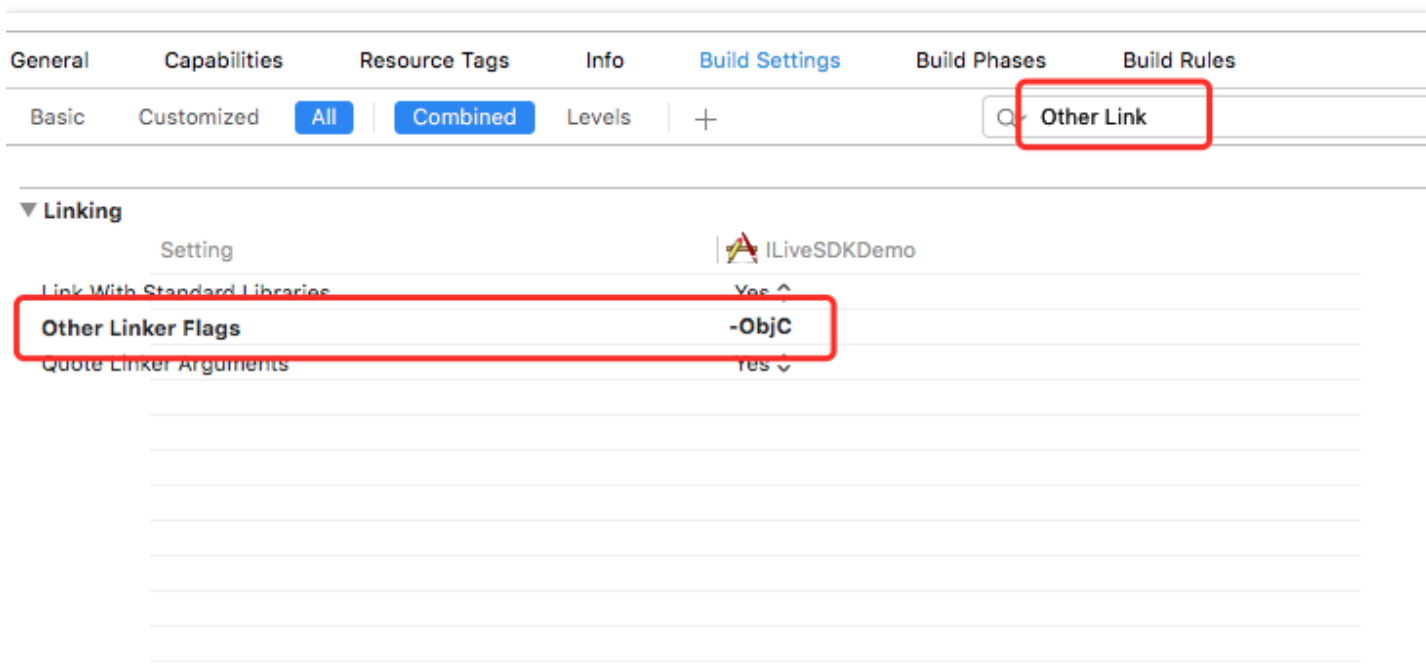 General Capabilities Resource Tags Info Build Settings Build Phases Build Rules
Basic Customized All Combined Levels + Other Link
Linking
Setting ILiveSDKDemo
Link With Standard Libraries Yes
Other Linker Flags -ObjC
Quote Linker Arguments Yes